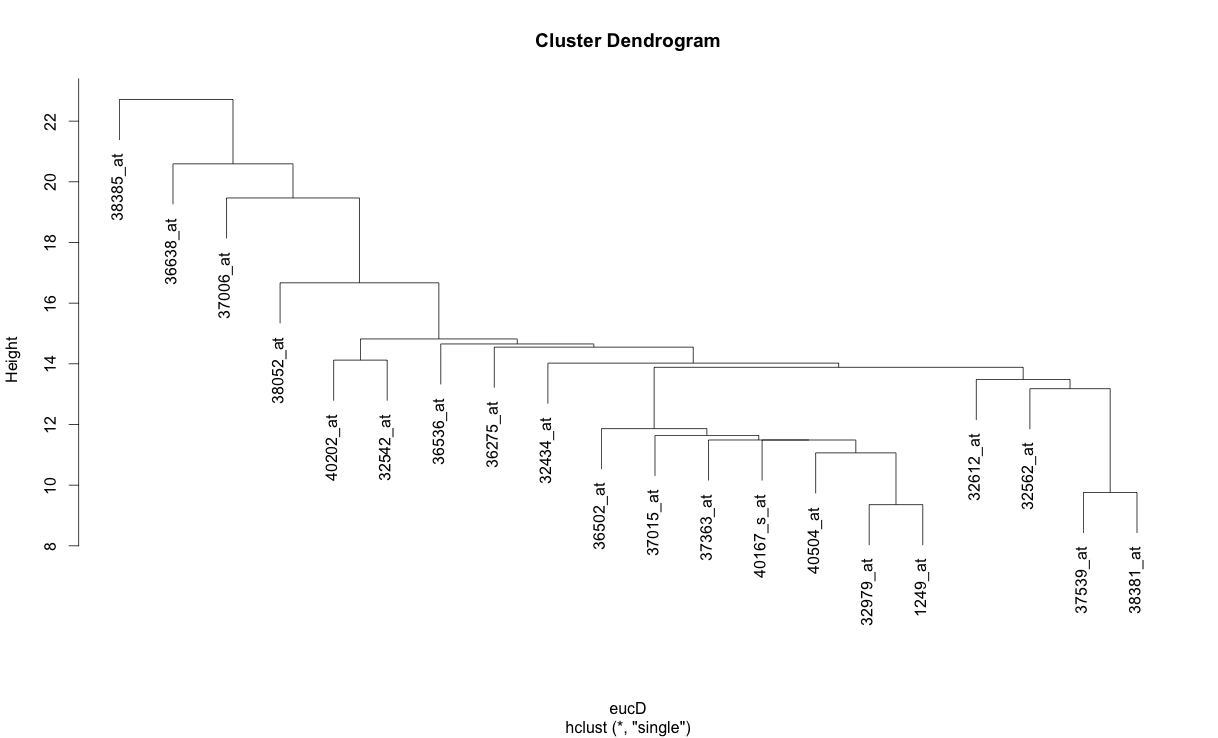 Cluster Dendrogram
Height
22
20
18
16
14
12
10
8
38385_at
36638_at
37006_at
38052_at
40202_at
32542_at
36536_at
36275_at
32434_at
36502_at
37015_at
37363_at
40167_s_at
40504_at
32979_at
1249_at
32612_at
32562_at
37539_at
38381_at
eucD
hclust (*, "single")